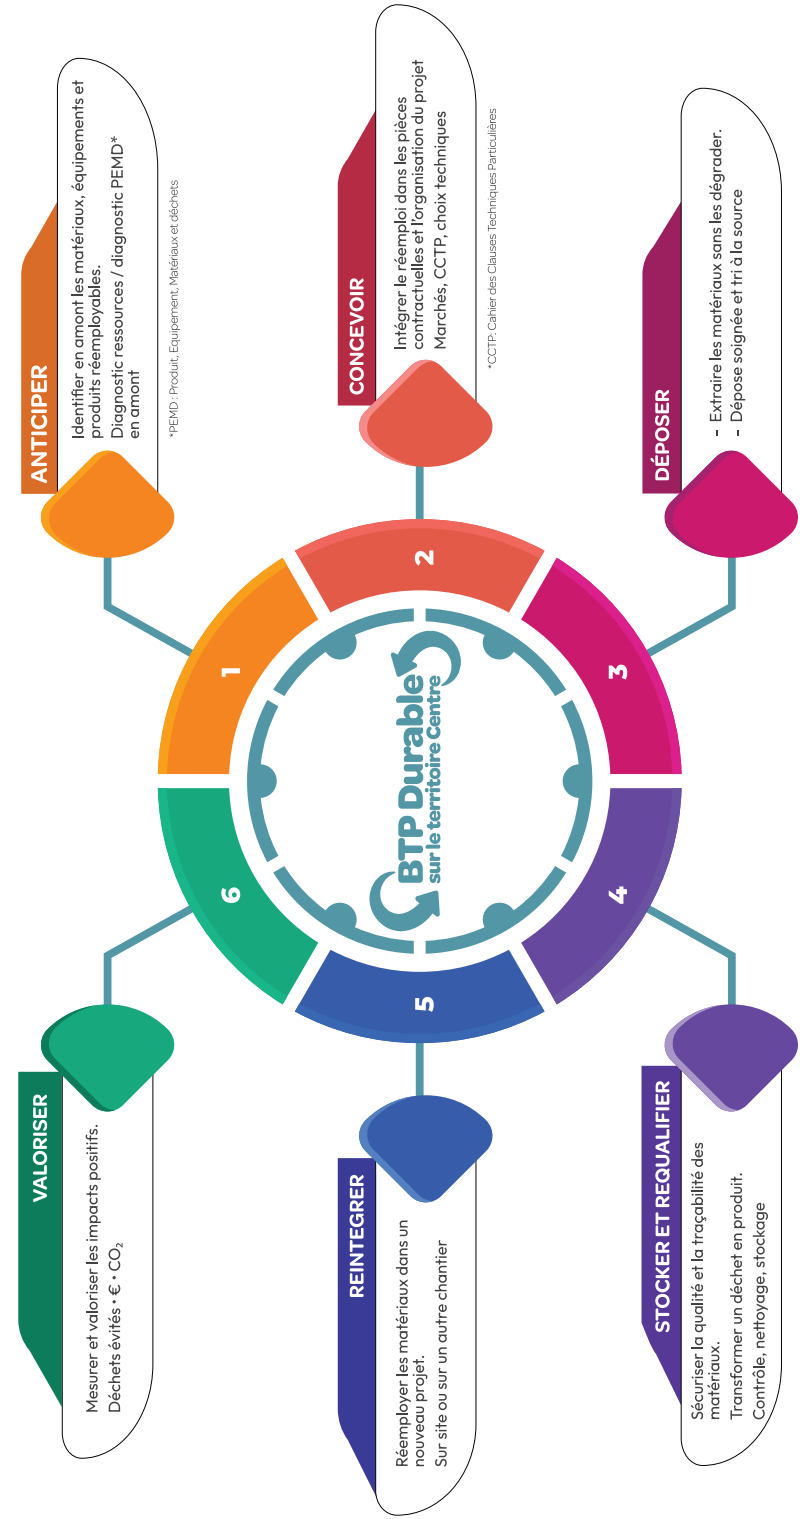 ANTICIPER
Identifier en amont les matériaux, équipements et
produits réemployables.
Diagnostic ressources / diagnostic PEMD*
en amont
*PEMD : Produit, Equipement, Matériaux et déchets
CONCEVOIR
Intégrer le réemploi dans les pièces
contractuelles et l'organisation du projet
Marchés, CCTP, choix techniques
*CCTP: Cahier des Clauses Techniques Particulières
DÉPOSER
- Extraire les matériaux sans les dégrader.
- Dépose soignée et tri à la source
STOCKER ET REQUALIFIER
Sécuriser la qualité et la traçabilité des
matériaux.
Transformer un déchet en produit.
Contrôle, nettoyage, stockage
REINTEGRER
Réemployer les matériaux dans un
nouveau projet.
Sur site ou sur un autre chantier
VALORISER
Mesurer et valoriser les impacts positifs.
Déchets évités • € • CO₂
1
2
3
4
5
6
BTP Durable
sur le territoire Centre